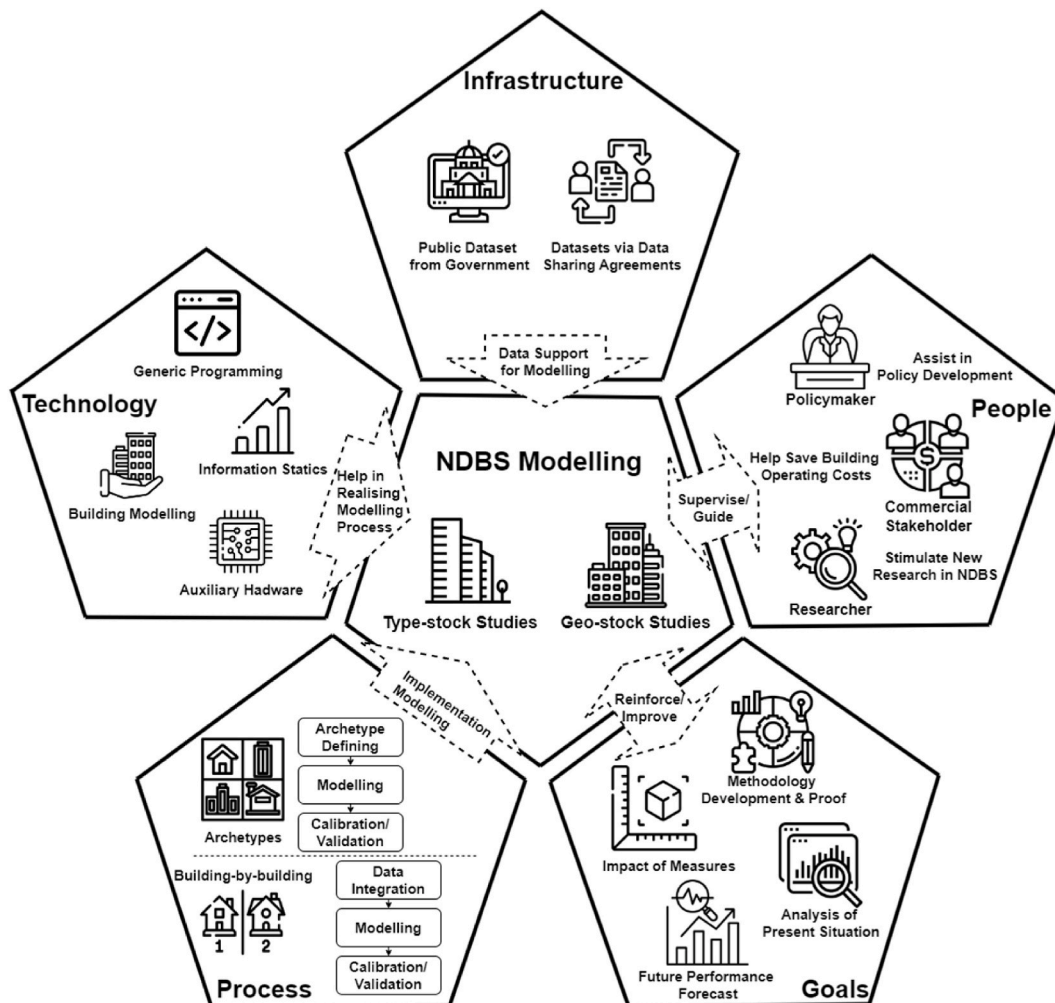 Infrastructure
Public Dataset
from Government
Datasets via Data
Sharing Agreements
Data Support
for Modelling
Generic Programming
Technology
Information Statics
Building Modelling
Auxiliary Hadware
Help in
Realising
Modelling
Process
NDBS Modelling
Type-stock Studies
Geo-stock Studies
Supervise/
Guide
Policymaker
Assist in
Policy Development
People
Help Save Building
Operating Costs
$
Commercial
Stakeholder
Stimulate New
Research in NDBS
Researcher
Implementation
Modelling
Archetypes
Archetype
Defining
Modelling
Calibration/
Validation
Building-by-building
1
2
Data
Integration
Modelling
Calibration/
Validation
Process
Reinforce/
Improve
Methodology
Development & Proof
Impact of Measures
Analysis of
Present Situation
Future Performance
Forecast
Goals